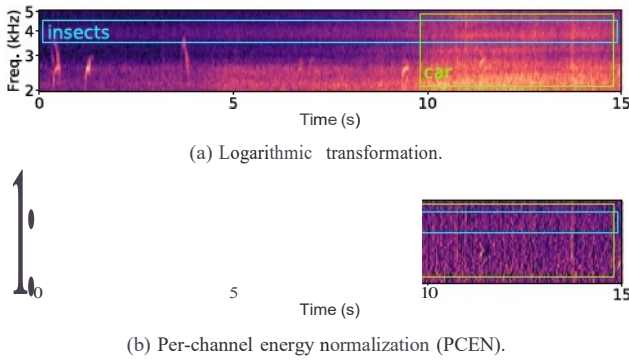 Freq. (kHz)
5
4
3
2
insects
car
0 5 10 15
Time (s)
(a) Logarithmic transformation.
0 5 10 15
Time (s)
(b) Per-channel energy normalization (PCEN).